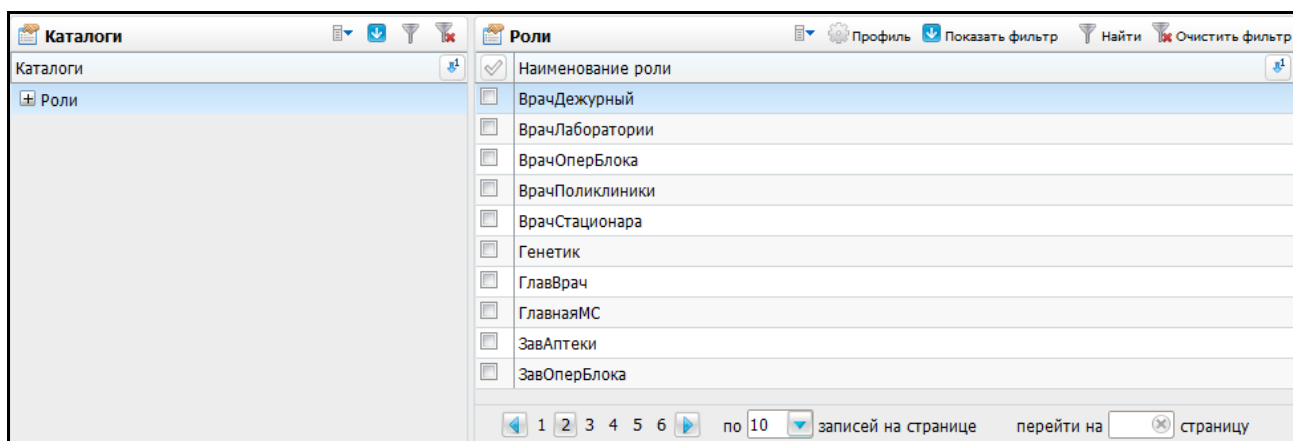 Каталоги
Каталоги
Роли
Роли Профиль Показать фильтр Найти Очистить фильтр
Наименование роли
ВрачДежурный
ВрачЛаборатории
ВрачОперБлока
ВрачПоликлиники
ВрачСтационара
Генетик
ГлавВрач
ГлавнаяМС
ЗавАптеки
ЗавОперБлока
1 2 3 4 5 6 по 10 записей на странице перейти на страницу